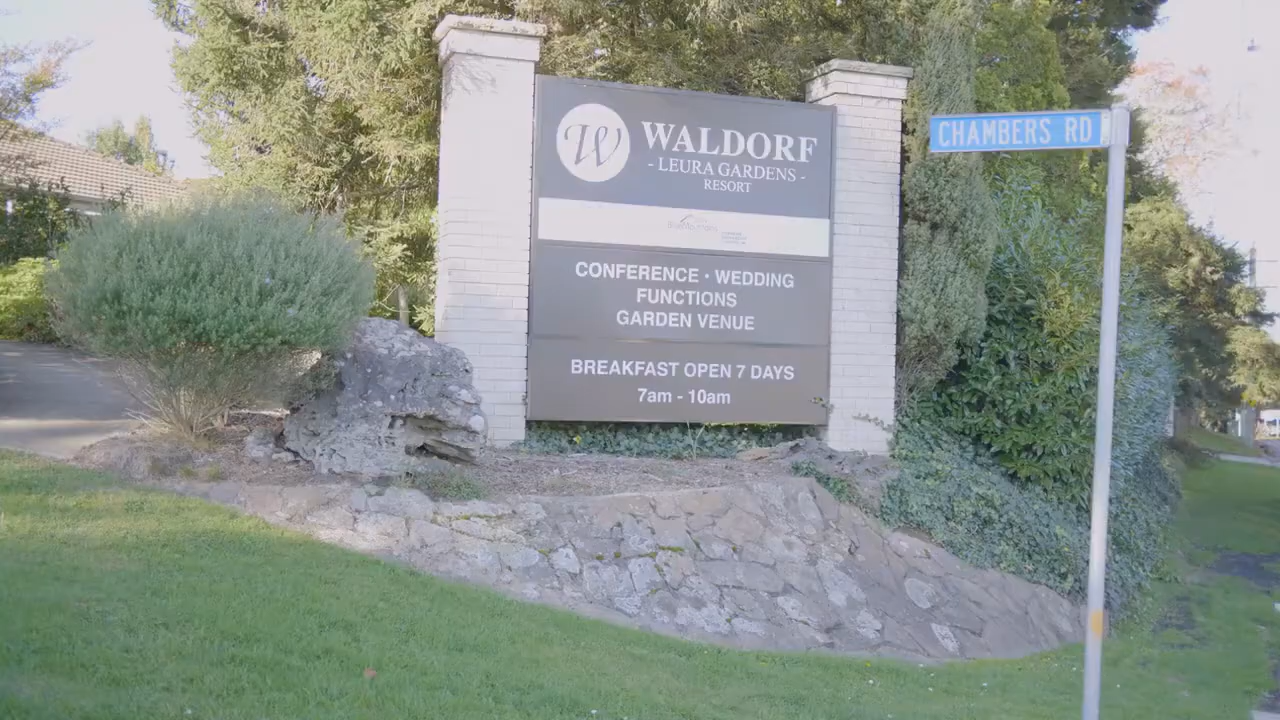 W WALDORF
- LEURA GARDENS -
RESORT
CONFERENCE · WEDDING
FUNCTIONS
GARDEN VENUE
BREAKFAST OPEN 7 DAYS
7am - 10am
CHAMBERS RD